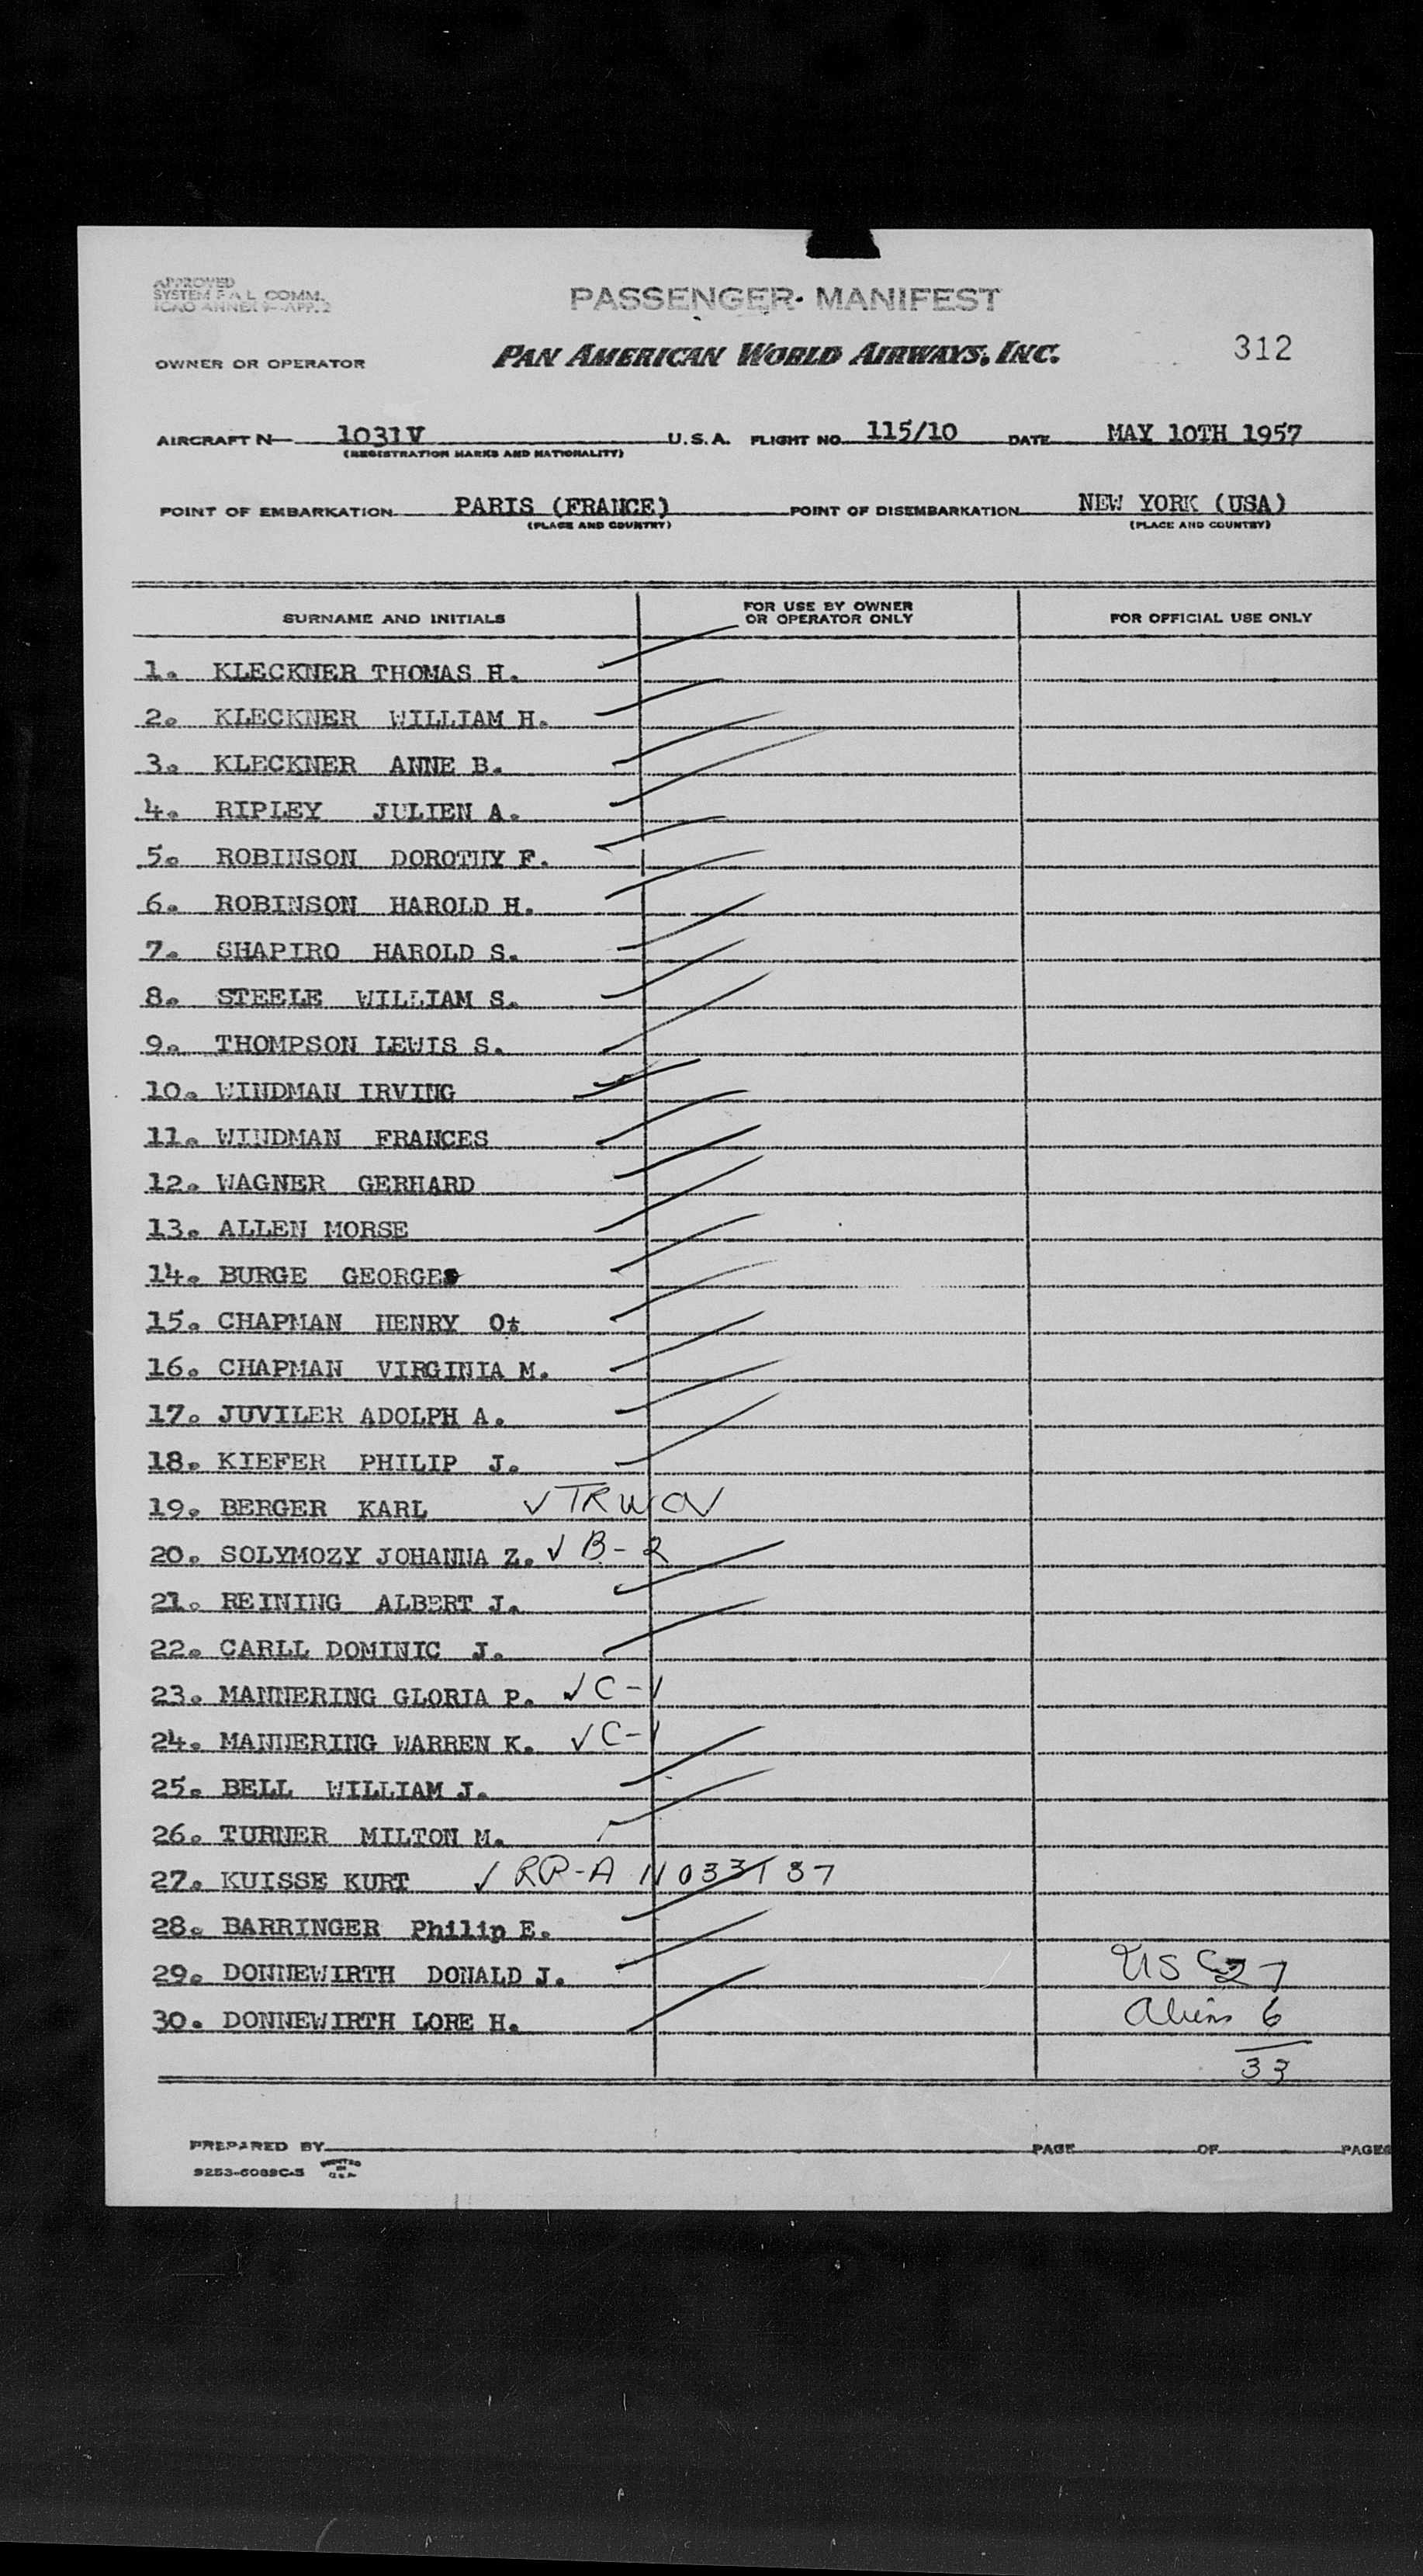 APPROVED
SYSTEM F A L COMM.
ICAO ANNEX 9-APP. 2
PASSENGER MANIFEST
OWNER OR OPERATOR PAN AMERICAN WORLD AIRWAYS, INC. 312
AIRCRAFT N 1031V U.S.A. FLIGHT NO. 115/10 DATE MAY 10TH 1957
(REGISTRATION MARKS AND NATIONALITY)
POINT OF EMBARKATION PARIS (FRANCE) POINT OF DISEMBARKATION NEW YORK (USA)
(PLACE AND COUNTRY) (PLACE AND COUNTRY)
SURNAME AND INITIALS FOR USE BY OWNER OR OPERATOR ONLY FOR OFFICIAL USE ONLY
1. KLECKNER THOMAS H.
2. KLECKNER WILLIAM H.
3. KLECKNER ANNE B.
4. RIPLEY JULIEN A.
5. ROBINSON DOROTHY F.
6. ROBINSON HAROLD H.
7. SHAPIRO HAROLD S.
8. STEELE WILLIAM S.
9. THOMPSON LEWIS S.
10. WINDMAN IRVING
11. WINDMAN FRANCES
12. WAGNER GERHARD
13. ALLEN MORSE
14. BURGE GEORGE
15. CHAPMAN HENRY O
16. CHAPMAN VIRGINIA M.
17. JUVILER ADOLPH A.
18. KIEFER PHILIP J.
19. BERGER KARL ✓ TRWOV
20. SOLYMOZY JOHANNA Z. ✓ B-2
21. REINING ALBERT J.
22. CARLL DOMINIC J.
23. MANNERING GLORIA P. ✓ C-1
24. MANNERING WARREN K. ✓ C-1
25. BELL WILLIAM J.
26. TURNER MILTON M.
27. KUISSE KURT ✓
28. BARRINGER Philip E.
29. DONNEWIRTH DONALD J. USC 27
30. DONNEWIRTH LORE H. Aliens 6
33
PREPARED BY PAGE OF PAGES
9253-6089C-5 PRINTED IN U.S.A.